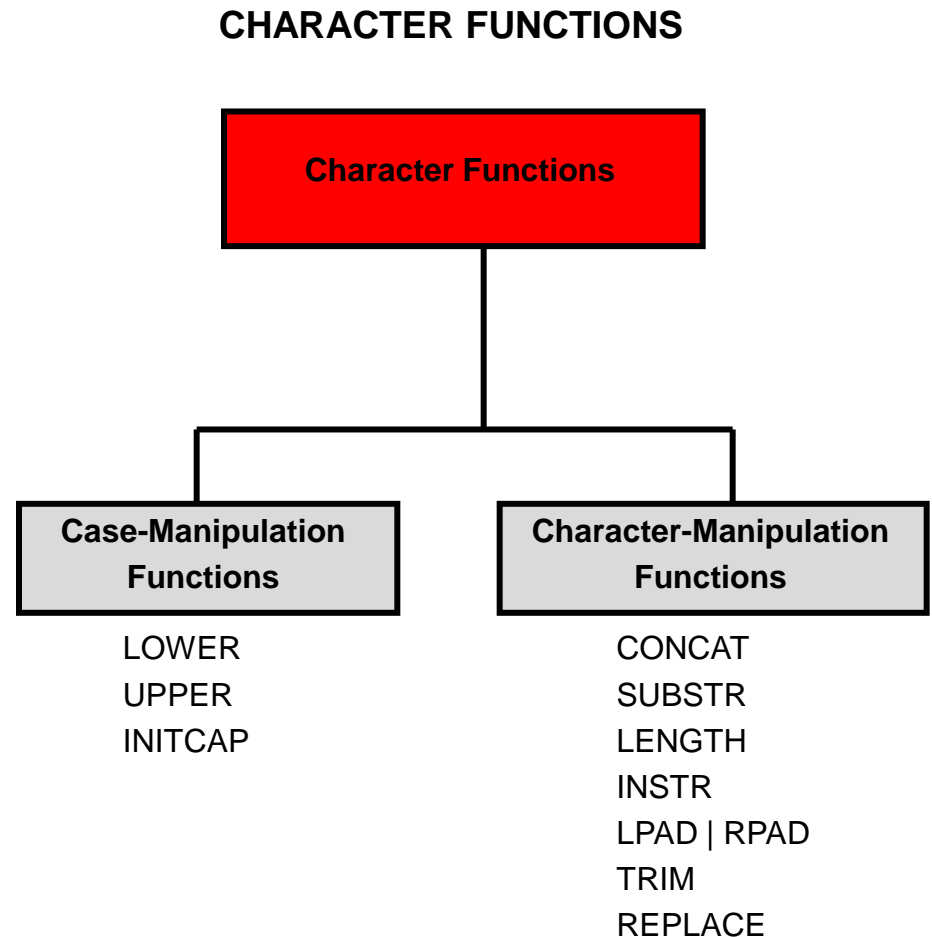 CHARACTER FUNCTIONS
Character Functions
Case-Manipulation
Functions
LOWER
UPPER
INITCAP
Character-Manipulation
Functions
CONCAT
SUBSTR
LENGTH
INSTR
LPAD | RPAD
TRIM
REPLACE